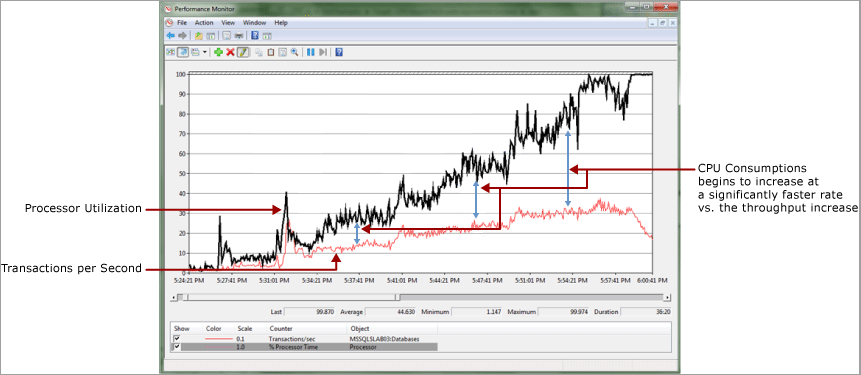 Performance Monitor
File Action View Window Help
100
90
80
70
60
50
40
30
20
10
0
5:24:21 PM 5:27:41 PM 5:31:01 PM 5:34:21 PM 5:37:41 PM 5:41:01 PM 5:44:21 PM 5:47:41 PM 5:51:01 PM 5:54:21 PM 5:57:41 PM 6:00:41 PM
Processor Utilization
Transactions per Second
CPU Consumptions
begins to increase at
a significantly faster rate
vs. the throughput increase
Last 99.870 Average 44.630 Minimum 1.147 Maximum 99.974 Duration 36:20
Show Color Scale Counter Object
0.1 Transactions/sec MSSQLSLAB03:Databases
1.0 % Processor Time Processor